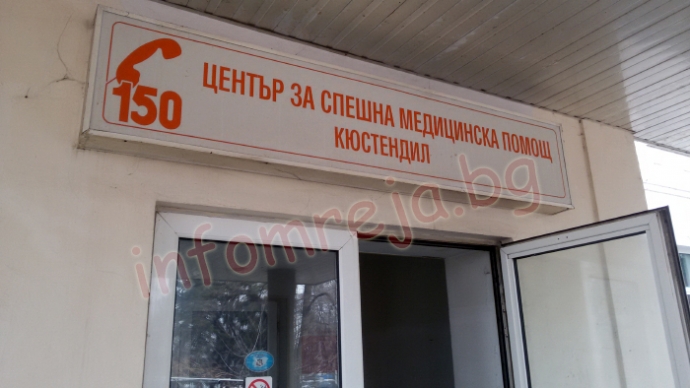 150
ЦЕНТЪР ЗА СПЕШНА МЕДИЦИНСКА ПОМОЩ
КЮСТЕНДИЛ
infomreja.bg